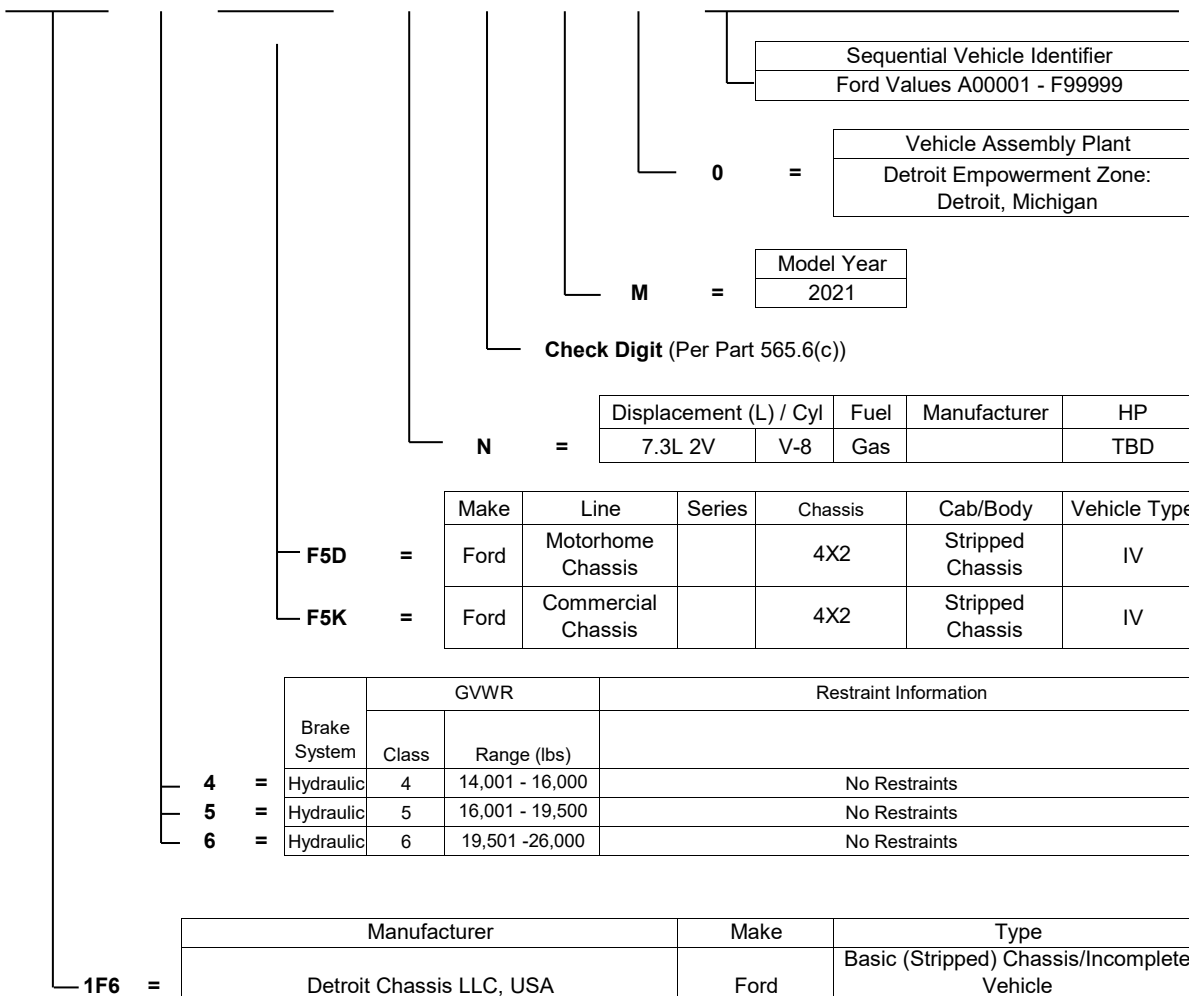 Sequential Vehicle Identifier
Ford Values A00001 - F99999
Vehicle Assembly Plant
0 = Detroit Empowerment Zone:
Detroit, Michigan
Model Year
M = 2021
Check Digit (Per Part 565.6(c))
Displacement (L) / Cyl Fuel Manufacturer HP
N = 7.3L 2V V-8 Gas TBD
Make Line Series Chassis Cab/Body Vehicle Type
F5D = Ford Motorhome Chassis 4X2 Stripped Chassis IV
F5K = Ford Commercial Chassis 4X2 Stripped Chassis IV
GVWR Restraint Information
Brake System Class Range (lbs)
4 = Hydraulic 4 14,001 - 16,000 No Restraints
5 = Hydraulic 5 16,001 - 19,500 No Restraints
6 = Hydraulic 6 19,501 -26,000 No Restraints
Manufacturer Make Type
1F6 = Detroit Chassis LLC, USA Ford Basic (Stripped) Chassis/Incomplete Vehicle